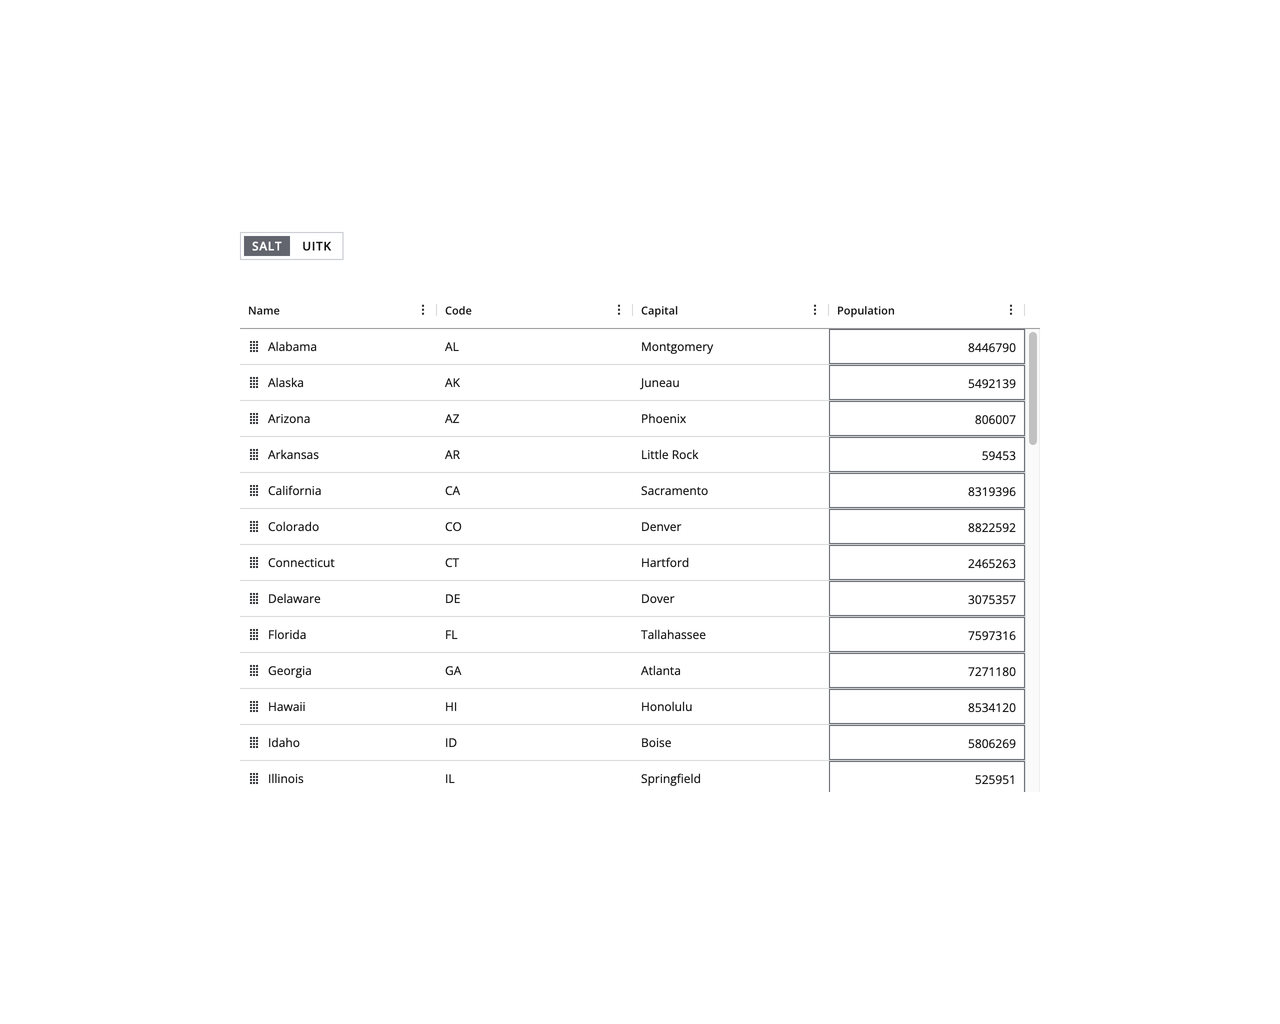 SALT UITK
Name Code Capital Population
Alabama AL Montgomery 8446790
Alaska AK Juneau 5492139
Arizona AZ Phoenix 806007
Arkansas AR Little Rock 59453
California CA Sacramento 8319396
Colorado CO Denver 8822592
Connecticut CT Hartford 2465263
Delaware DE Dover 3075357
Florida FL Tallahassee 7597316
Georgia GA Atlanta 7271180
Hawaii HI Honolulu 8534120
Idaho ID Boise 5806269
Illinois IL Springfield 525951